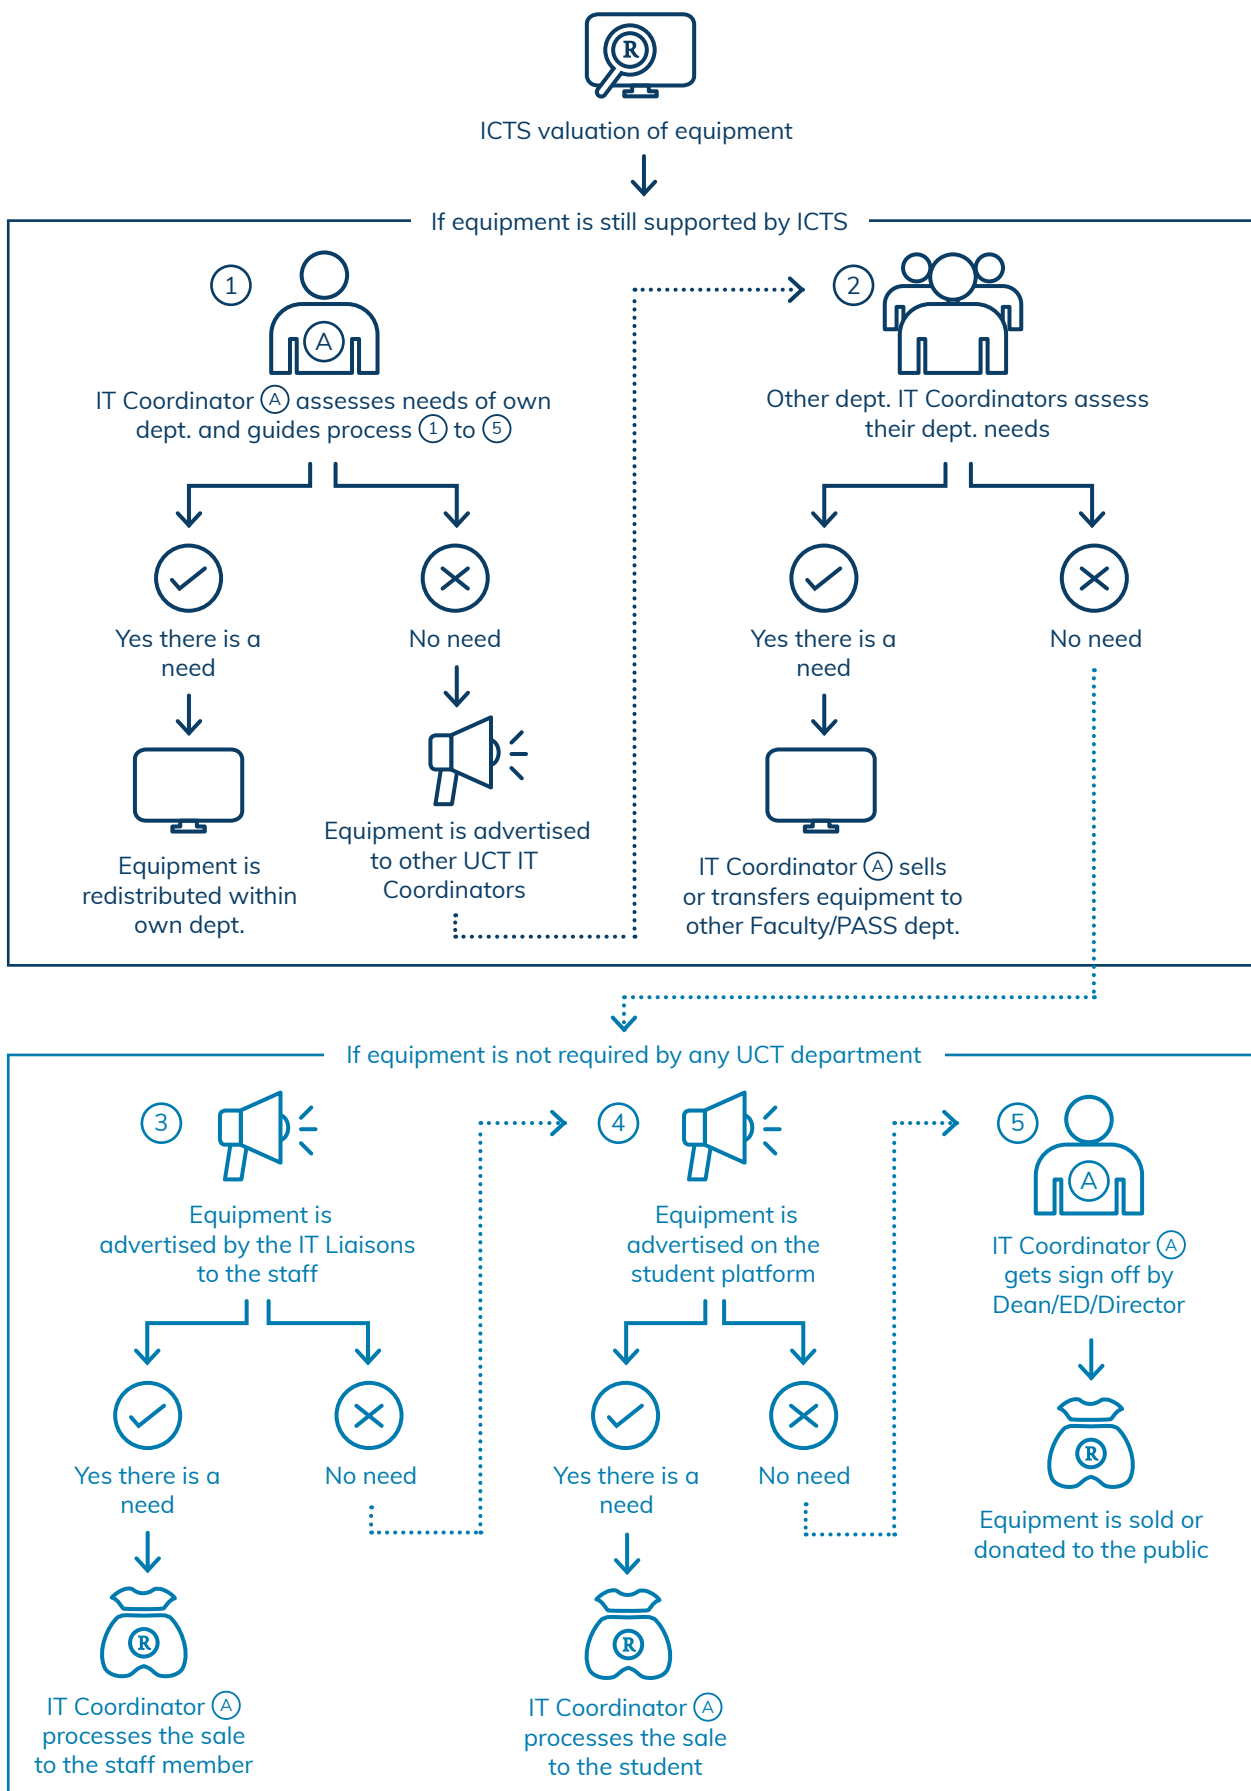 R
ICTS valuation of equipment
If equipment is still supported by ICTS
1
A
IT Coordinator A assesses needs of own
dept. and guides process 1 to 5
Yes there is a
need
No need
Equipment is
redistributed within
own dept.
Equipment is advertised
to other UCT IT
Coordinators
2
Other dept. IT Coordinators assess
their dept. needs
Yes there is a
need
No need
IT Coordinator A sells
or transfers equipment to
other Faculty/PASS dept.
If equipment is not required by any UCT department
3
Equipment is
advertised by the IT Liaisons
to the staff
Yes there is a
need
No need
R
IT Coordinator A
processes the sale
to the staff member
4
Equipment is
advertised on the
student platform
Yes there is a
need
No need
R
IT Coordinator A
processes the sale
to the student
5
A
IT Coordinator A
gets sign off by
Dean/ED/Director
R
Equipment is sold or
donated to the public